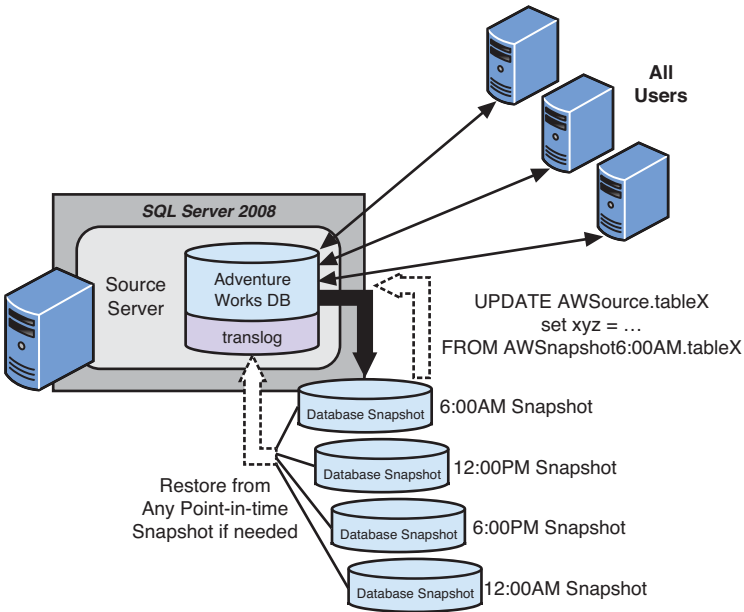 All
Users
SQL Server 2008
Source
Server
Adventure
Works DB
translog
UPDATE AWSource.tableX
set xyz = …
FROM AWSnapshot6:00AM.tableX
Database Snapshot
6:00AM Snapshot
Database Snapshot
12:00PM Snapshot
Restore from
Any Point-in-time
Snapshot if needed
Database Snapshot
6:00PM Snapshot
Database Snapshot
12:00AM Snapshot